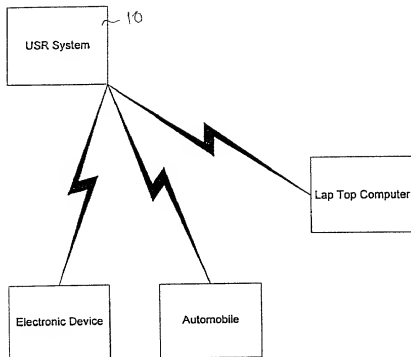 10
USR System
Lap Top Computer
Electronic Device
Automobile